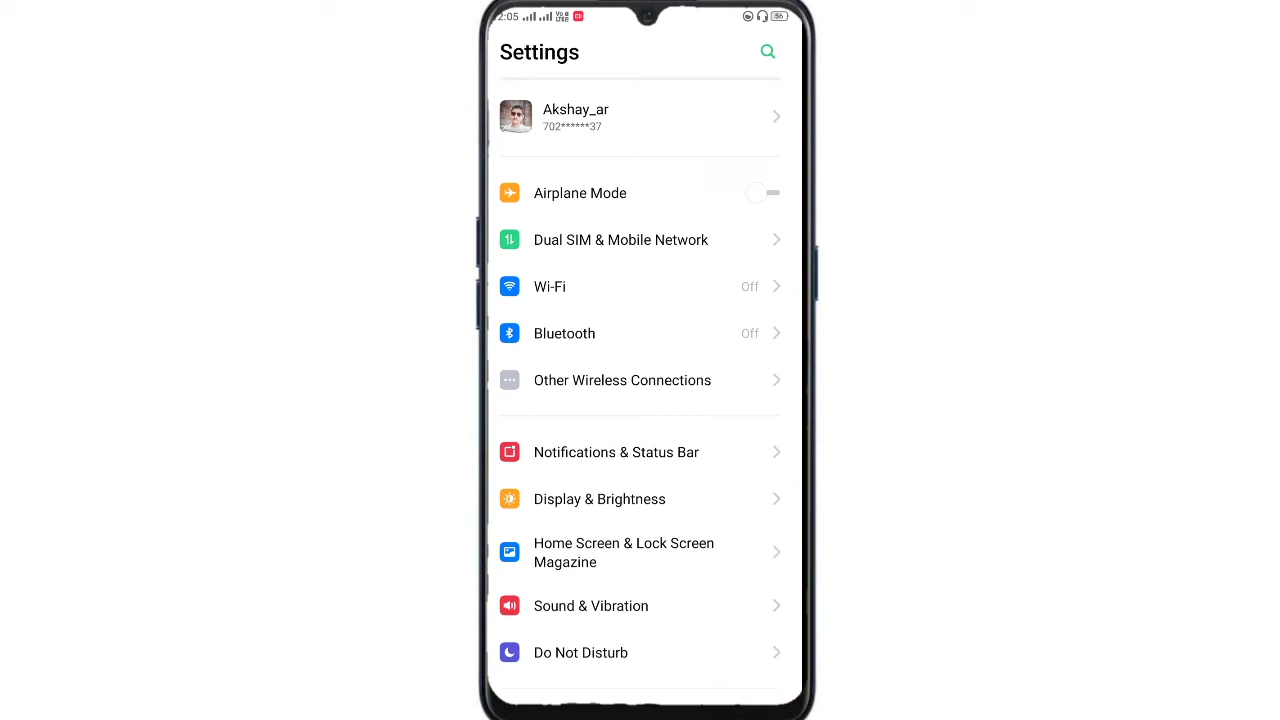 2:05 56
Settings
Akshay_ar
702******37
Airplane Mode
Dual SIM & Mobile Network
Wi-Fi Off
Bluetooth Off
Other Wireless Connections
Notifications & Status Bar
Display & Brightness
Home Screen & Lock Screen
Magazine
Sound & Vibration
Do Not Disturb